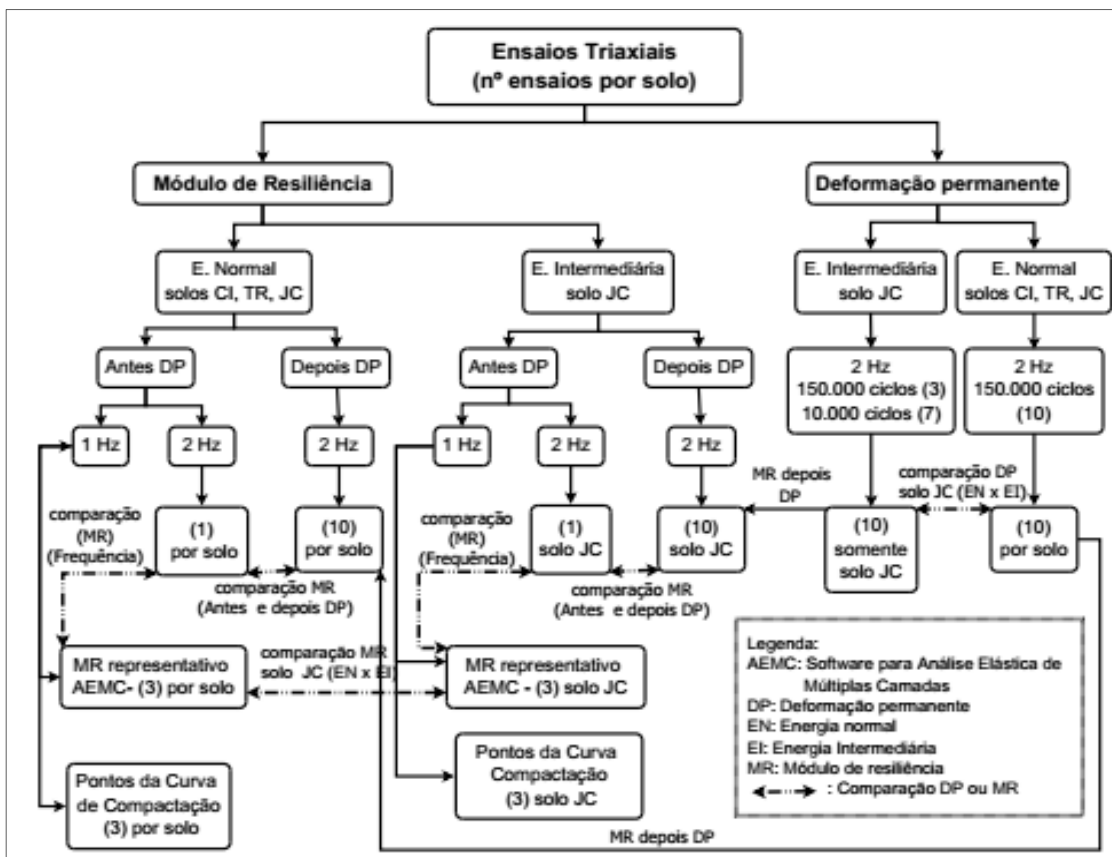 Ensaios Triaxiais
(nº ensaios por solo)
Módulo de Resiliência
Deformação permanente
E. Normal
solos CI, TR, JC
E. Intermediária
solo JC
E. Intermediária
solo JC
E. Normal
solos CI, TR, JC
Antes DP
Depois DP
Antes DP
Depois DP
2 Hz
150.000 ciclos (3)
10.000 ciclos (7)
2 Hz
150.000 ciclos
(10)
1 Hz
2 Hz
2 Hz
1 Hz
2 Hz
2 Hz
MR depois
DP
comparação DP
solo JC (EN x EI)
comparação
(MR)
(Frequência)
(1)
por solo
(10)
por solo
comparação
(MR)
(Frequência)
(1)
solo JC
(10)
solo JC
(10)
somente
solo JC
(10)
por solo
comparação MR
(Antes e depois DP)
comparação MR
(Antes e depois DP)
MR representativo
AEMC- (3) por solo
comparação MR
solo JC (EN x EI)
MR representativo
AEMC - (3) solo JC
Pontos da Curva
de Compactação
(3) por solo
Pontos da Curva
Compactação
(3) solo JC
MR depois DP
Legenda:
AEMC: Software para Análise Elástica de
Múltiplas Camadas
DP: Deformação permanente
EN: Energia normal
EI: Energia Intermediária
MR: Módulo de resiliência
: Comparação DP ou MR